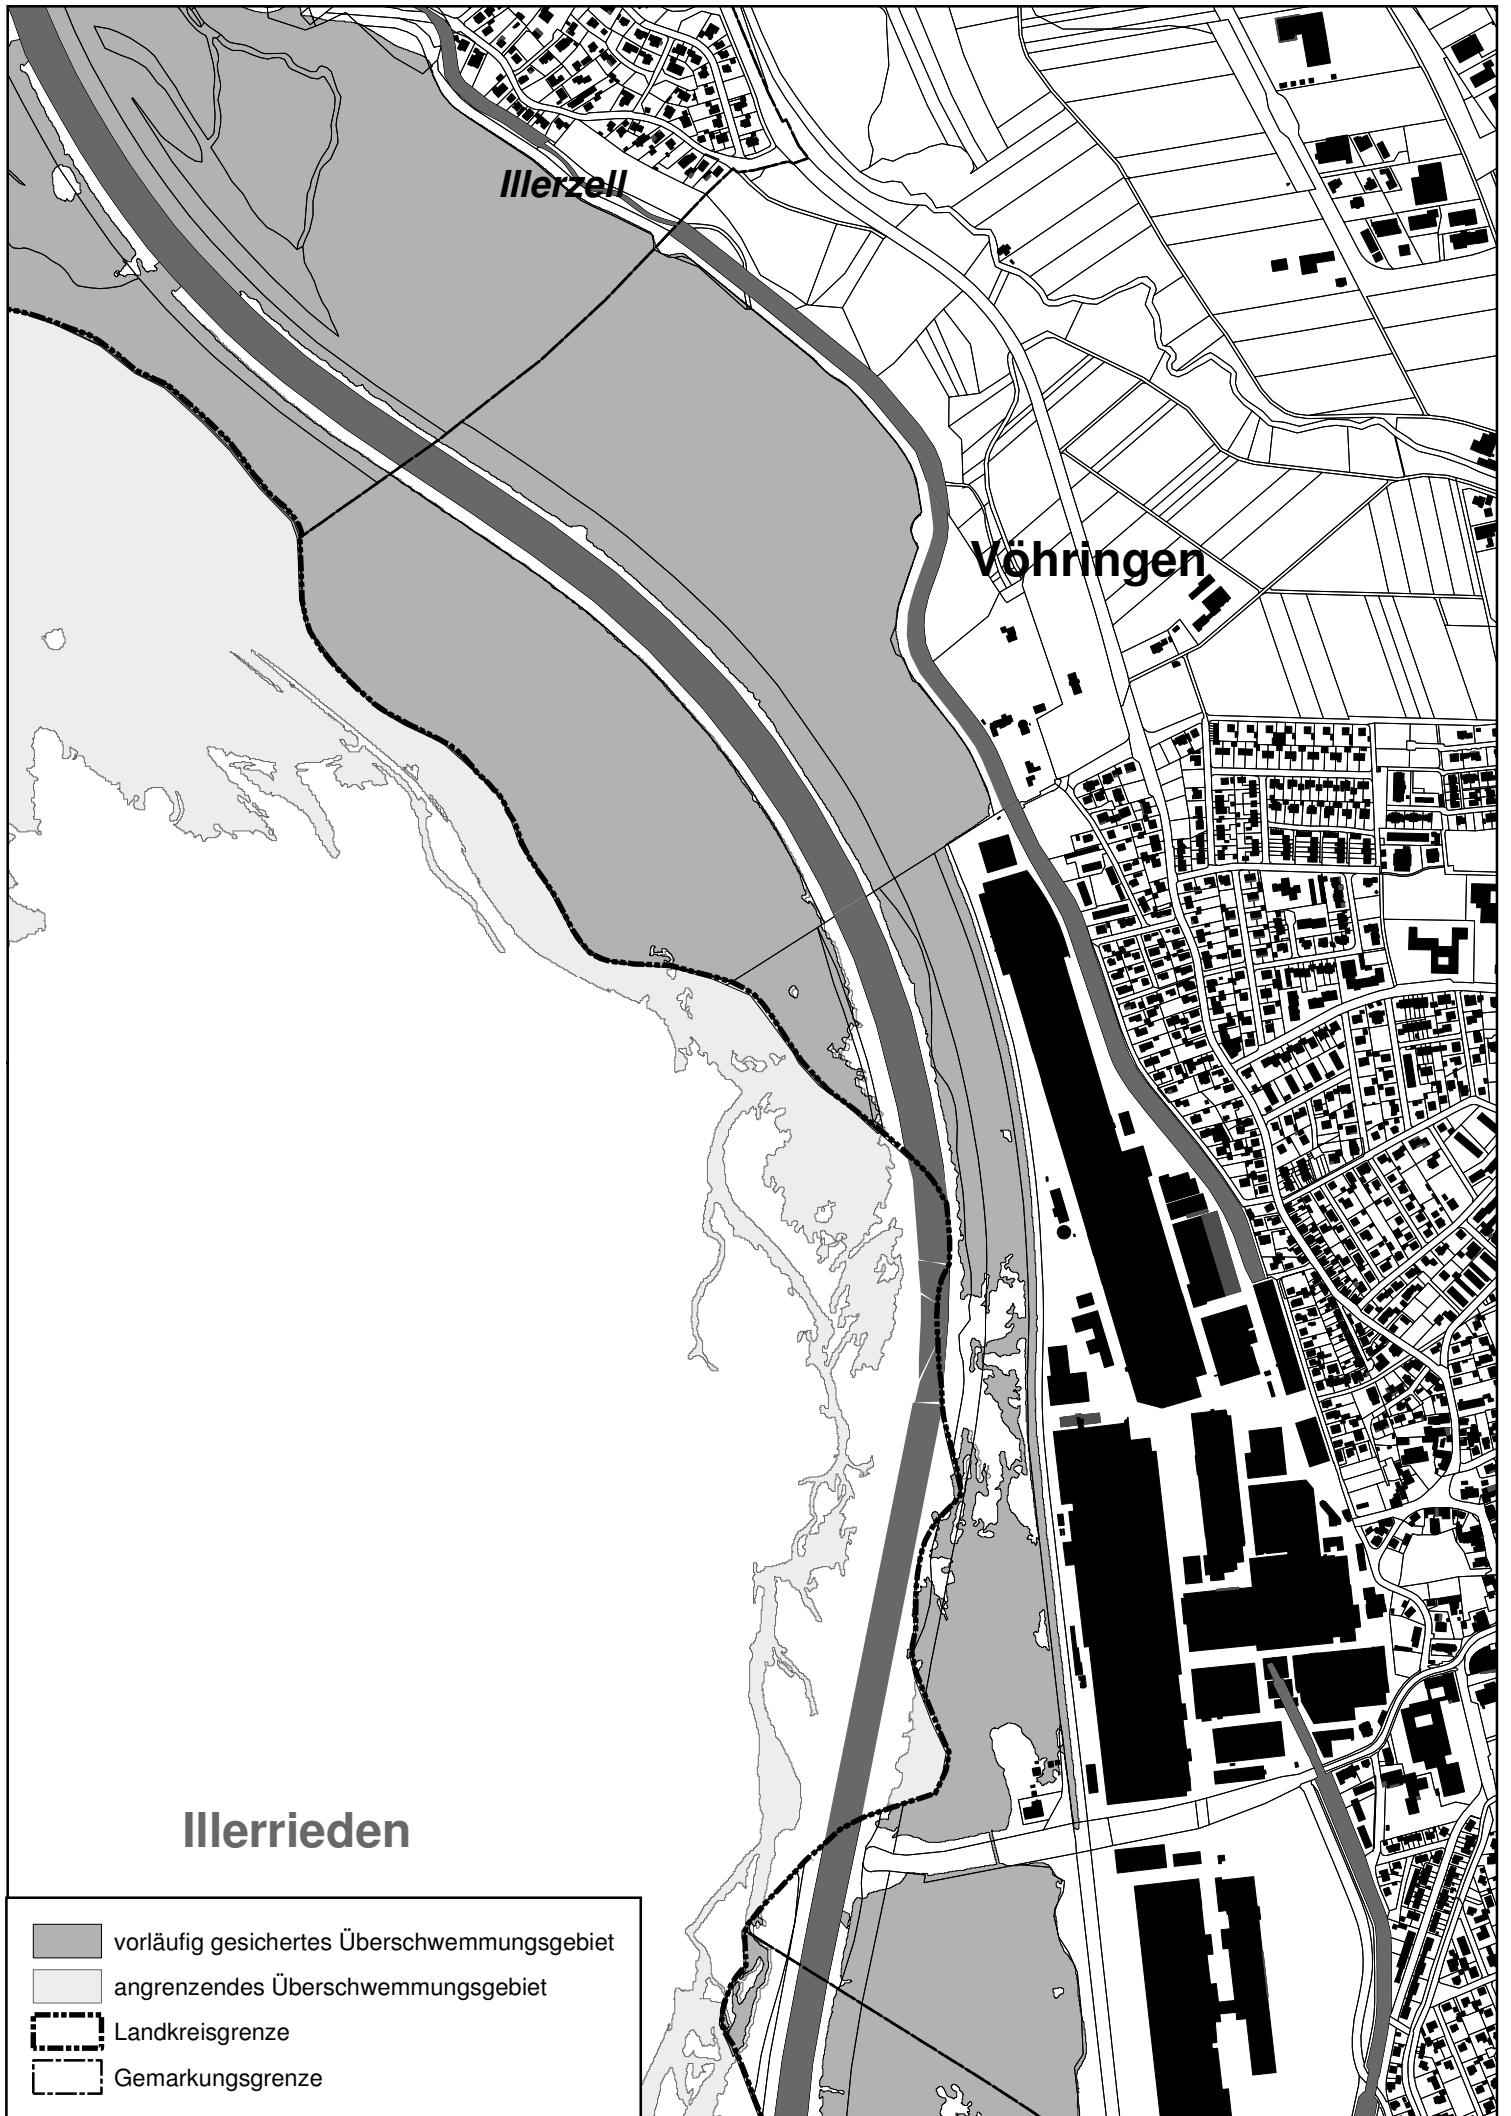 Illerzell
Vöhringen
Illerrieden
vorläufig gesichertes Überschwemmungsgebiet
angrenzendes Überschwemmungsgebiet
Landkreisgrenze
Gemarkungsgrenze